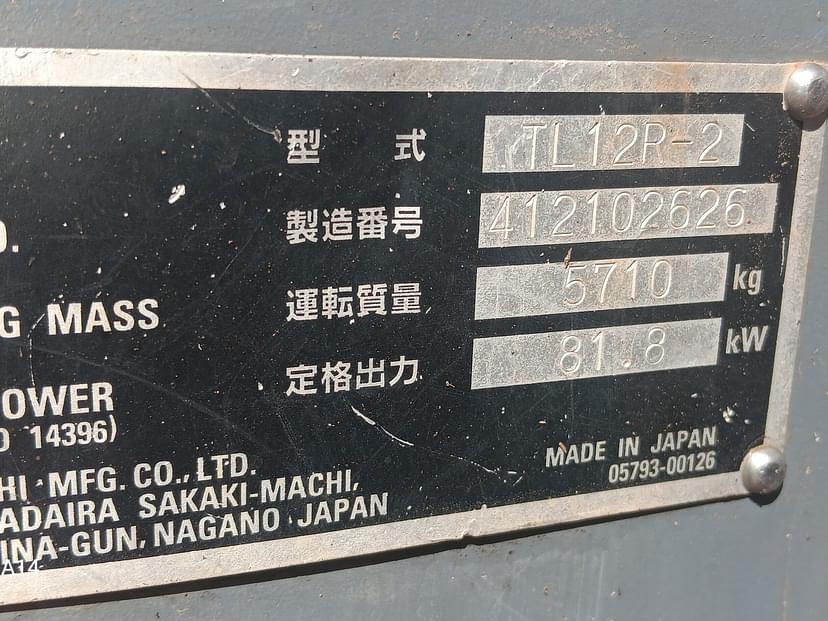 型 式 TL12R-2
製造番号 412102626
運転質量 5710 kg
定格出力 81.8 kW
G MASS
OWER
14396)
MADE IN JAPAN
05793-00126
HI MFG. CO., LTD.
ADAIRA SAKAKI-MACHI,
INA-GUN, NAGANO JAPAN
A14-